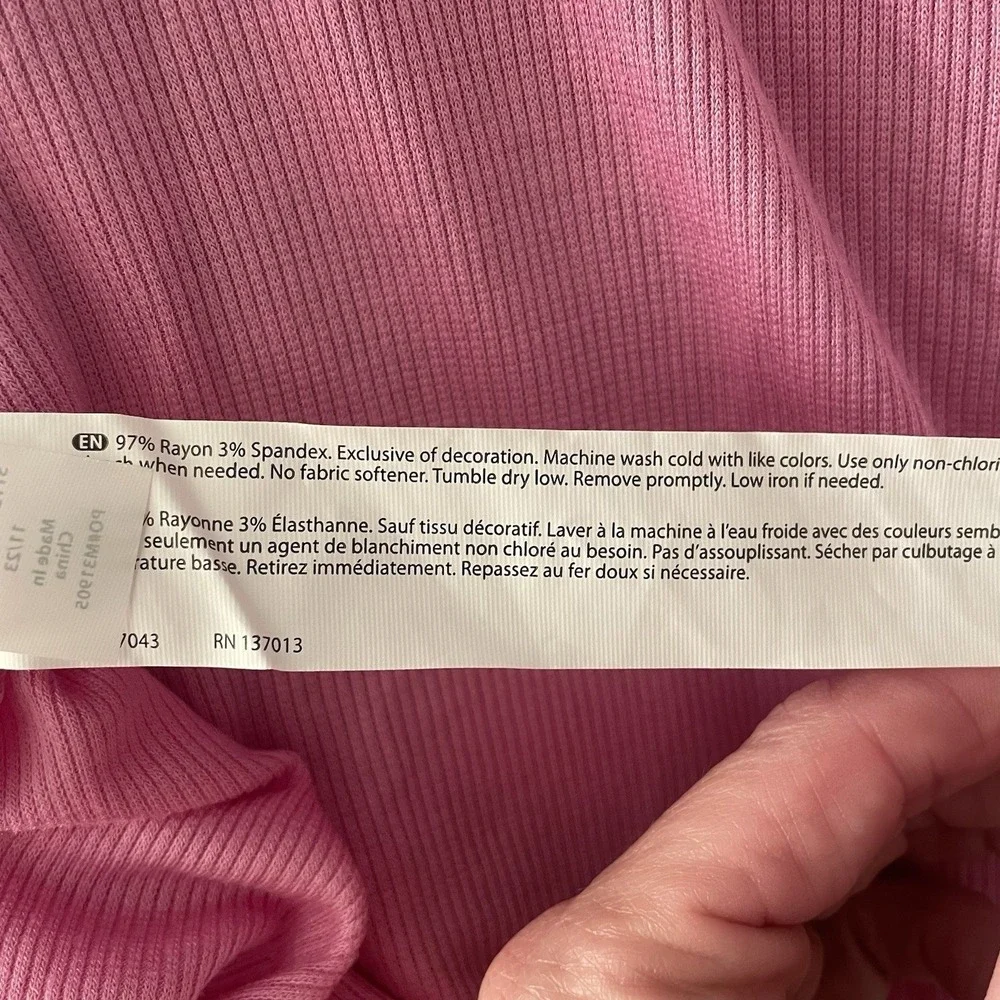 EN 97% Rayon 3% Spandex. Exclusive of decoration. Machine wash cold with like colors. Use only non-chlori
when needed. No fabric softener. Tumble dry low. Remove promptly. Low iron if needed.
% Rayonne 3% Élasthanne. Sauf tissu décoratif. Laver à la machine à l'eau froide avec des couleurs semb
seulement un agent de blanchiment non chloré au besoin. Pas d'assouplissant. Sécher par culbutage à
rature basse. Retirez immédiatement. Repassez au fer doux si nécessaire.
7043 RN 137013
Made in
China
11/23